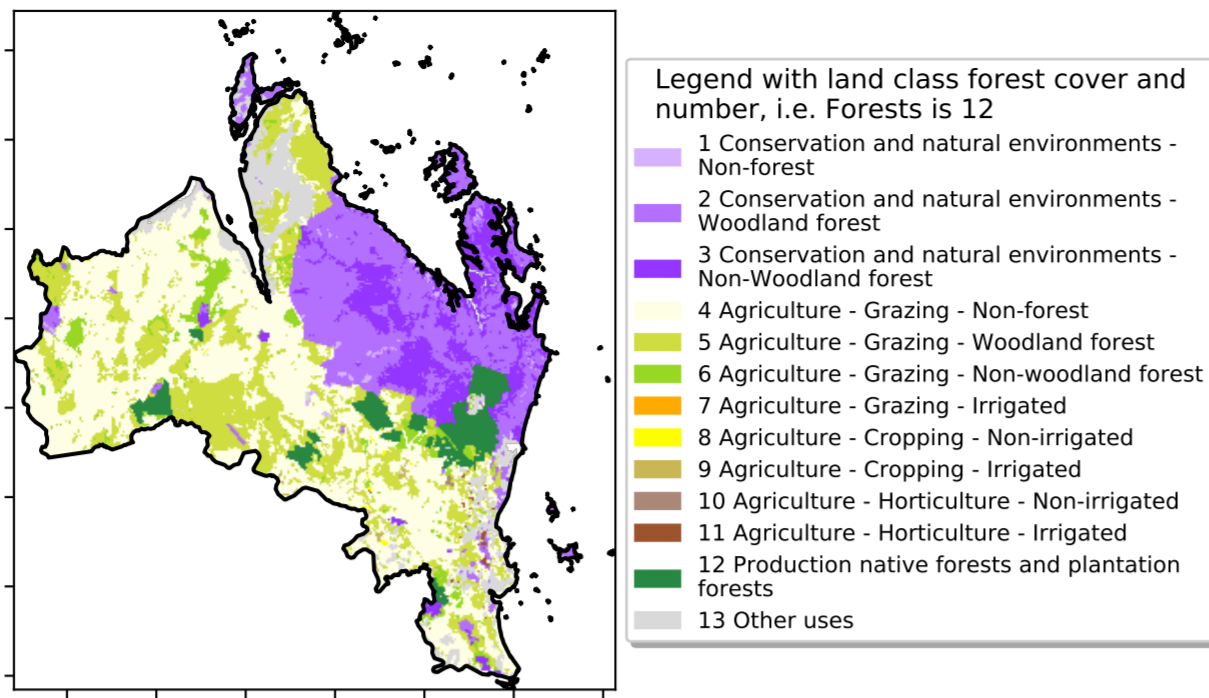 Legend with land class forest cover and
number, i.e. Forests is 12
1 Conservation and natural environments -
Non-forest
2 Conservation and natural environments -
Woodland forest
3 Conservation and natural environments -
Non-Woodland forest
4 Agriculture - Grazing - Non-forest
5 Agriculture - Grazing - Woodland forest
6 Agriculture - Grazing - Non-woodland forest
7 Agriculture - Grazing - Irrigated
8 Agriculture - Cropping - Non-irrigated
9 Agriculture - Cropping - Irrigated
10 Agriculture - Horticulture - Non-irrigated
11 Agriculture - Horticulture - Irrigated
12 Production native forests and plantation
forests
13 Other uses